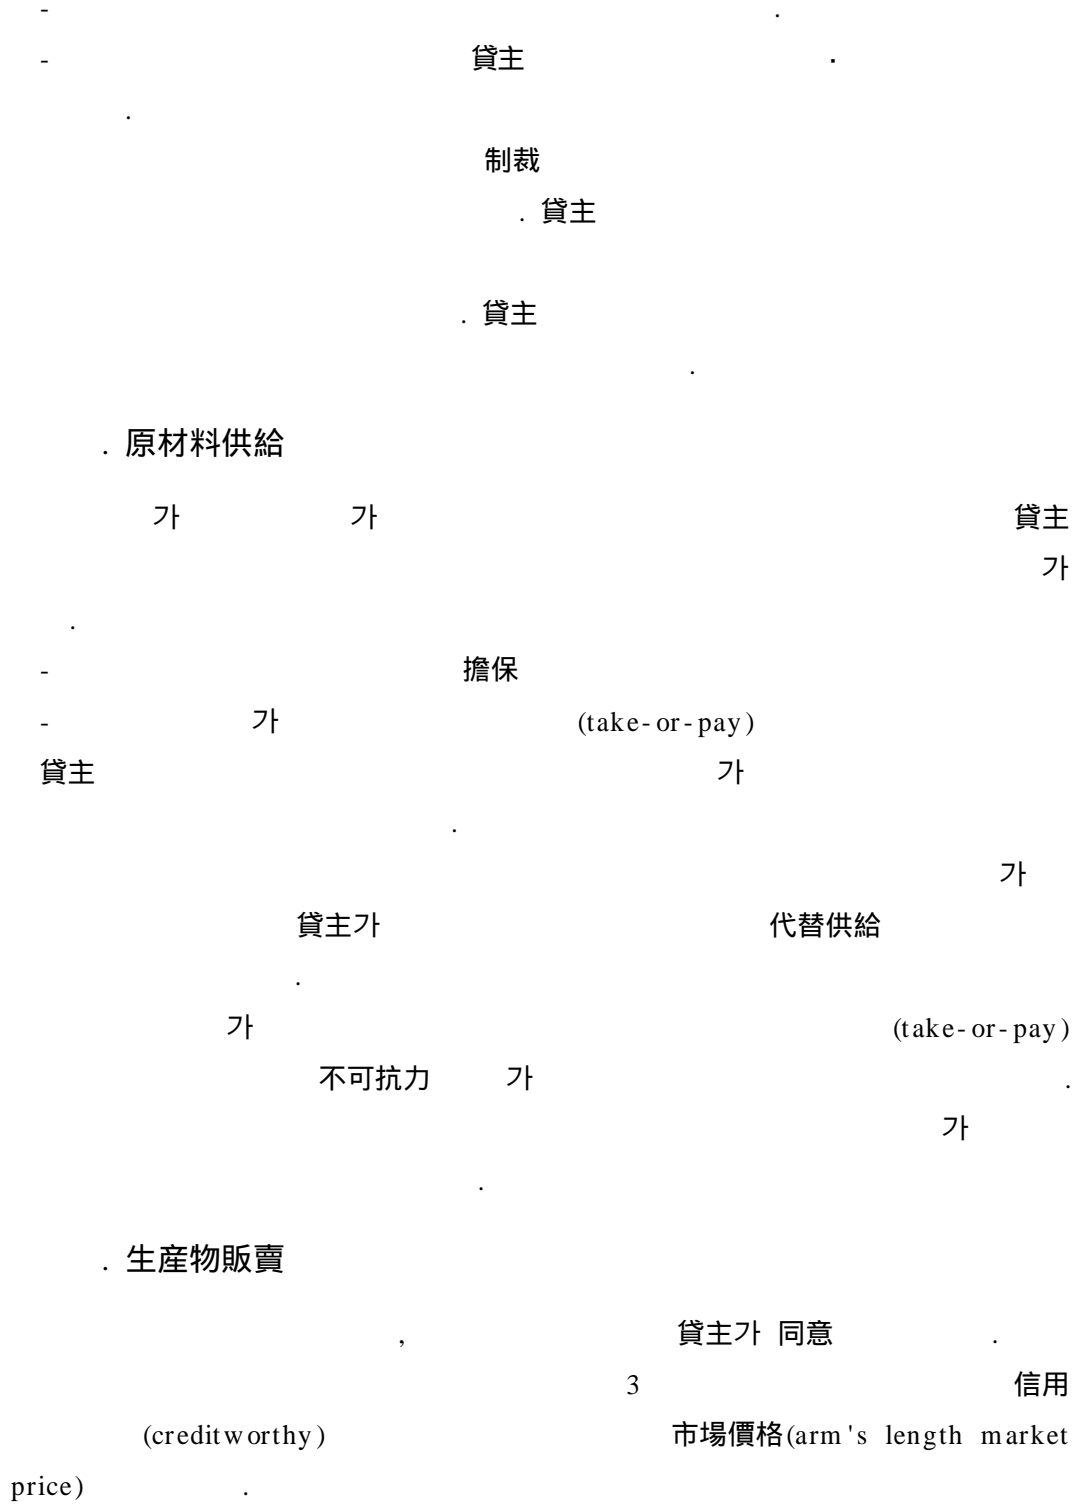 - .
- 貸主 ·
.
制裁
. 貸主
. 貸主
.
. 原材料供給
가 가 貸主
가
.
- 擔保
- 가 (take-or-pay)
貸主 가
.
가
貸主가 代替供給
.
가 (take-or-pay)
不可抗力 가 .
가
.
. 生産物販賣
, 貸主가 同意 .
3 信用
(creditworthy) 市場價格(arm's length market
price) .